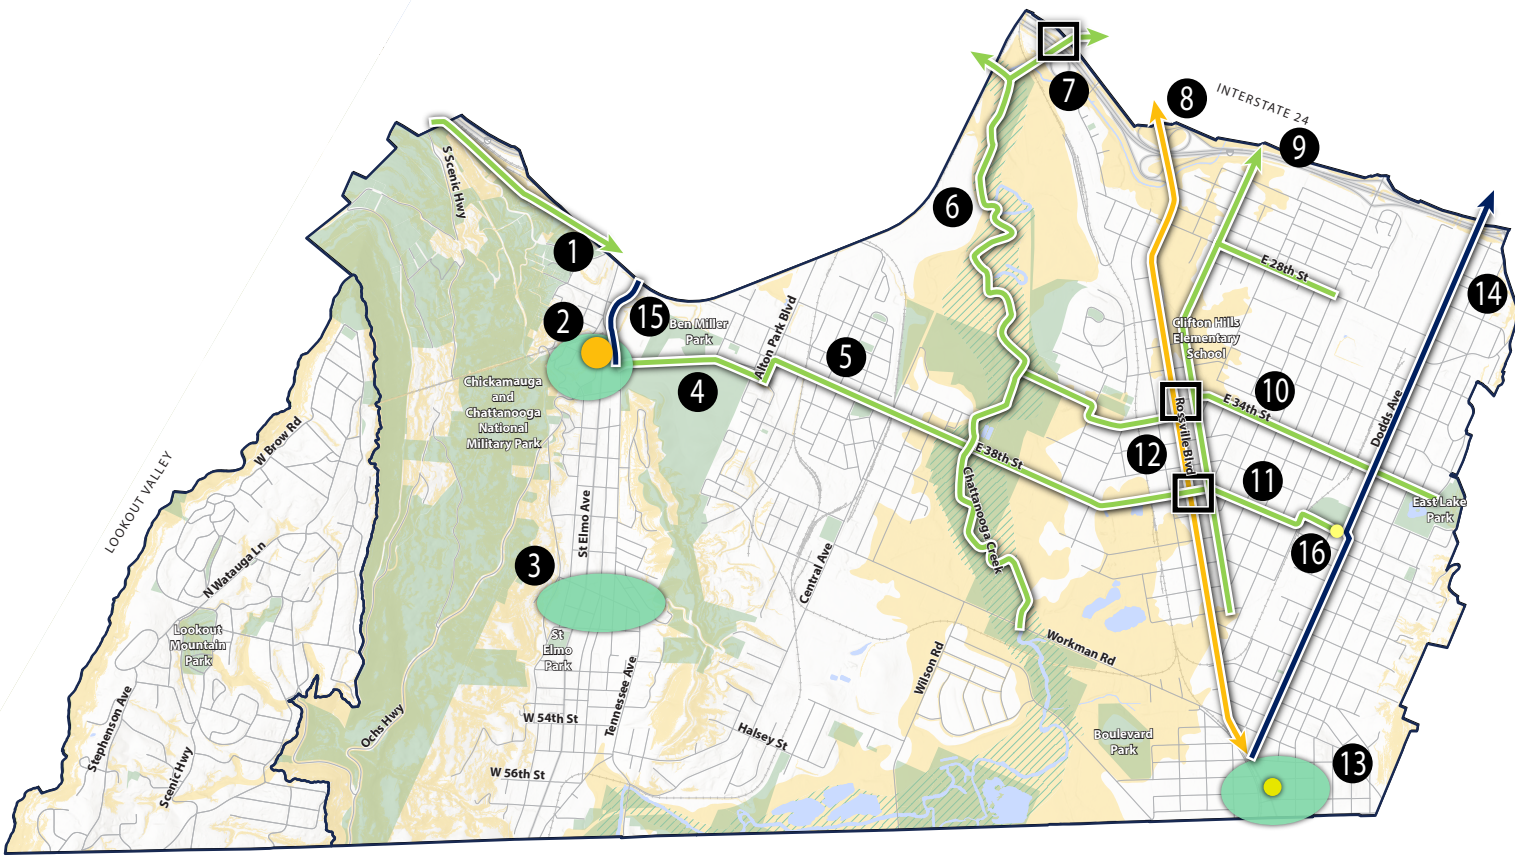 7
8
INTERSTATE 24
9
S Scenic Hwy
6
1
E 28th St
14
2
15
Ben Miller
Park
Alton Park Blvd
5
Clifton Hills
Elementary
School
Chickamauga
and
Chattanooga
National
Military Park
4
10
E 34th St
Rossville Blvd
Dodds Ave
W Brow Rd
12
E 38th St
11
LOOKOUT VALLEY
Chattanooga Creek
East Lake
Park
St Elmo Ave
16
3
N Watauga Ln
Central Ave
Lookout
Mountain
Park
St
Elmo
Park
Workman Rd
Wilson Rd
Stephenson Ave
Ochs Hwy
Tennessee Ave
W 54th St
Halsey St
Boulevard
Park
Scenic Hwy
W 56th St
13